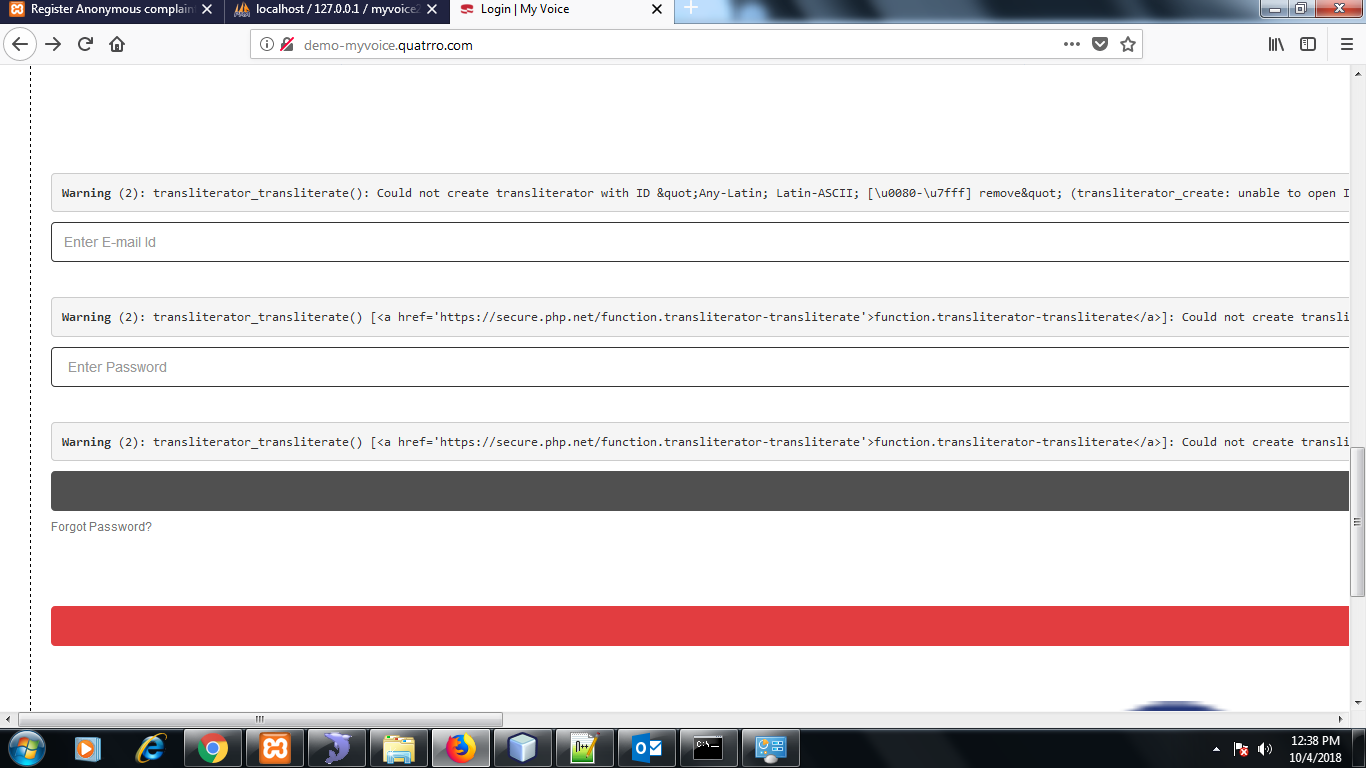 Register Anonymous complain
localhost / 127.0.0.1 / myvoice
Login | My Voice
demo-myvoice.quatrro.com
Warning (2): transliterator_transliterate(): Could not create transliterator with ID &quot;Any-Latin; Latin-ASCII; [\u0080-\u7fff] remove&quot; (transliterator_create: unable to open I
Enter E-mail Id
Warning (2): transliterator_transliterate() [<a href='https://secure.php.net/function.transliterator-transliterate'>function.transliterator-transliterate</a>]: Could not create transli
Enter Password
Warning (2): transliterator_transliterate() [<a href='https://secure.php.net/function.transliterator-transliterate'>function.transliterator-transliterate</a>]: Could not create transli
Forgot Password?
12:38 PM
10/4/2018